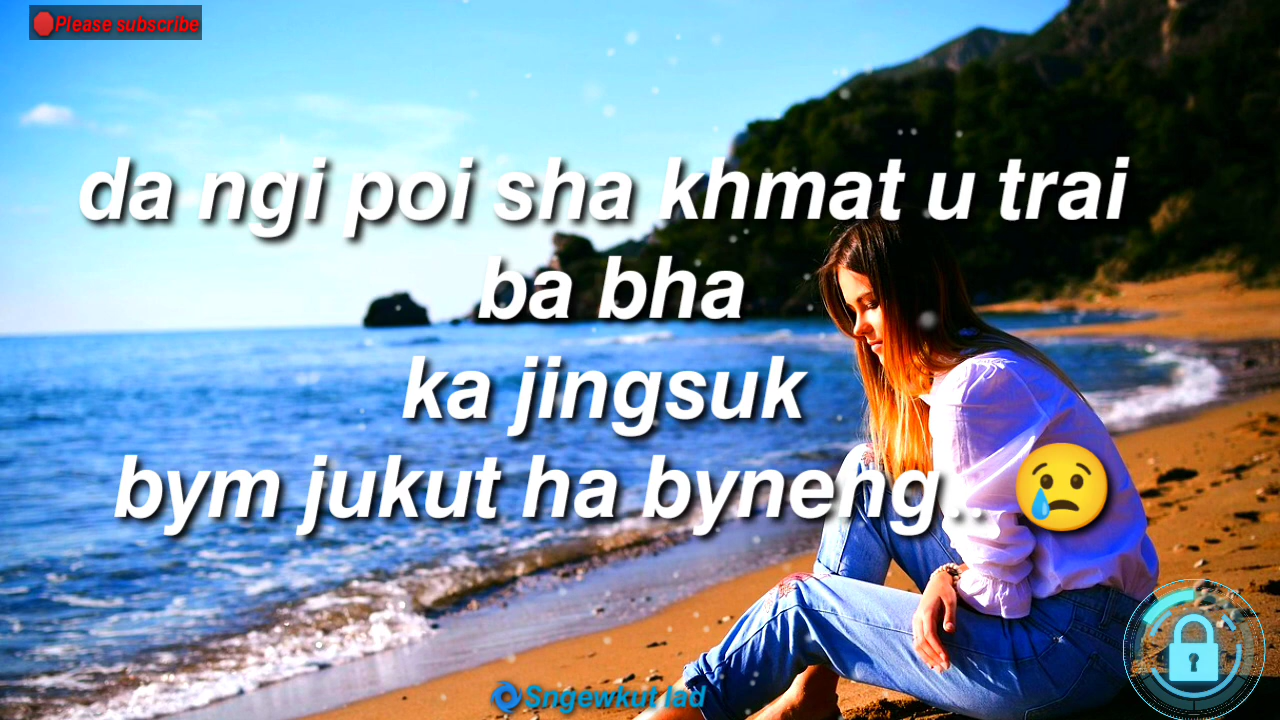 Please subscribe
da ngi poi sha khmat u trai
ba bha
ka jingsuk
bym jukut ha byneng... 😢
Sngewkut lad